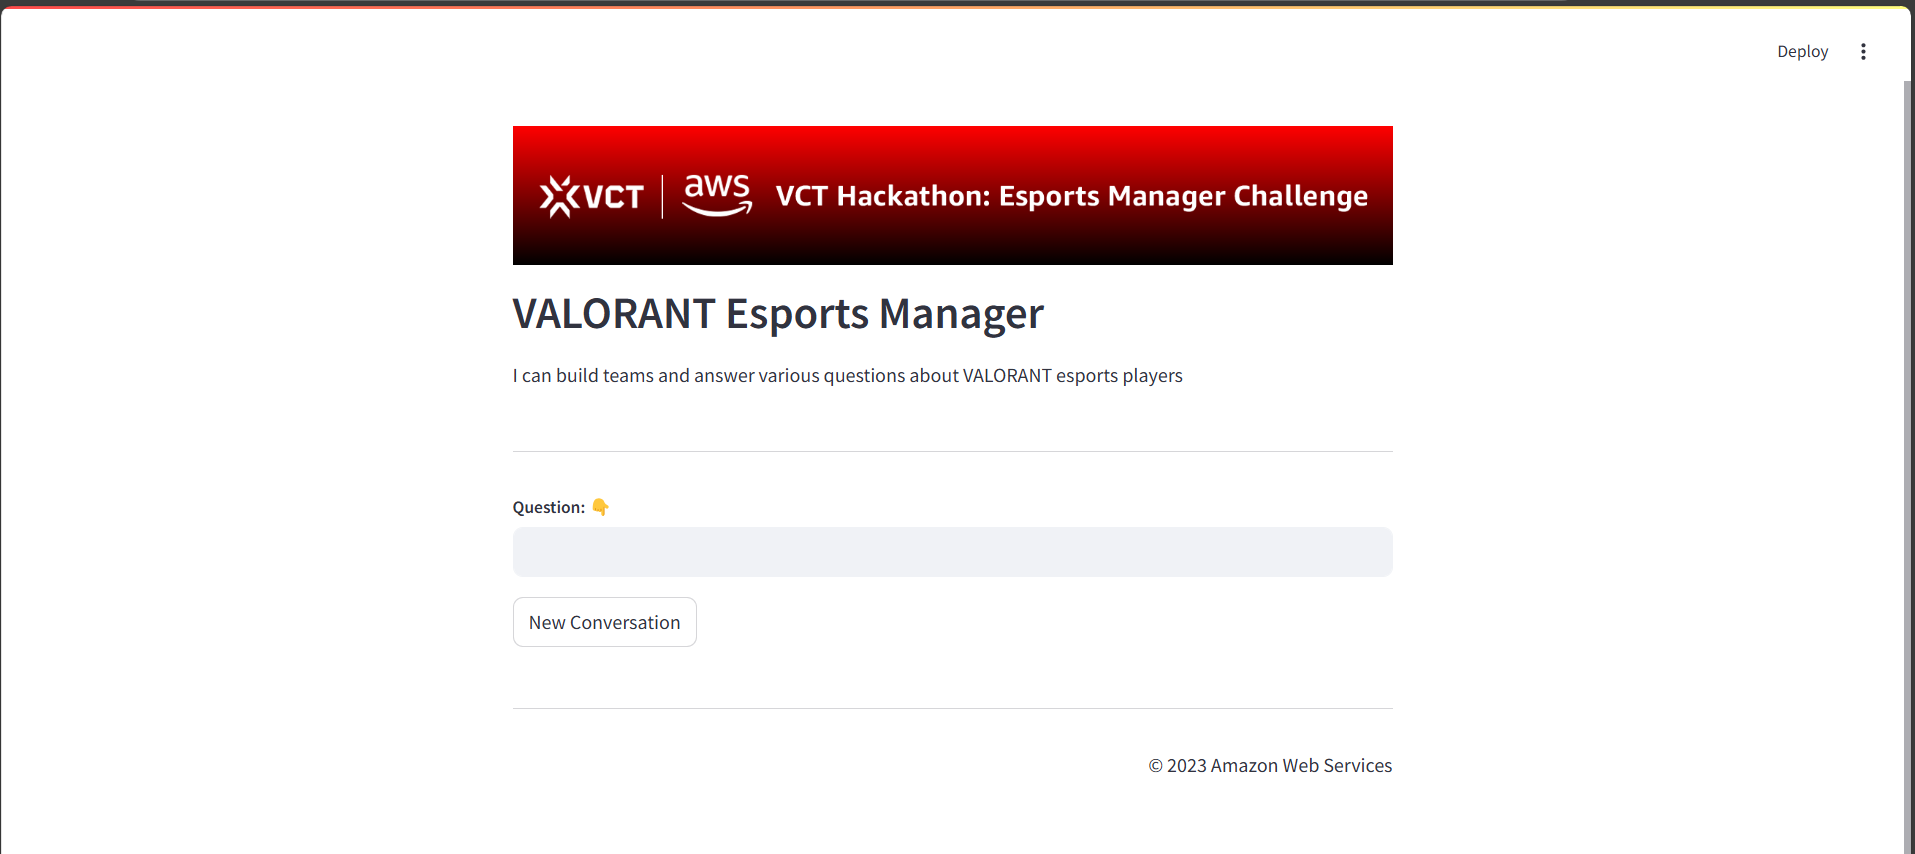 Deploy
VCT aws VCT Hackathon: Esports Manager Challenge
VALORANT Esports Manager
I can build teams and answer various questions about VALORANT esports players
Question: 👇
New Conversation
© 2023 Amazon Web Services